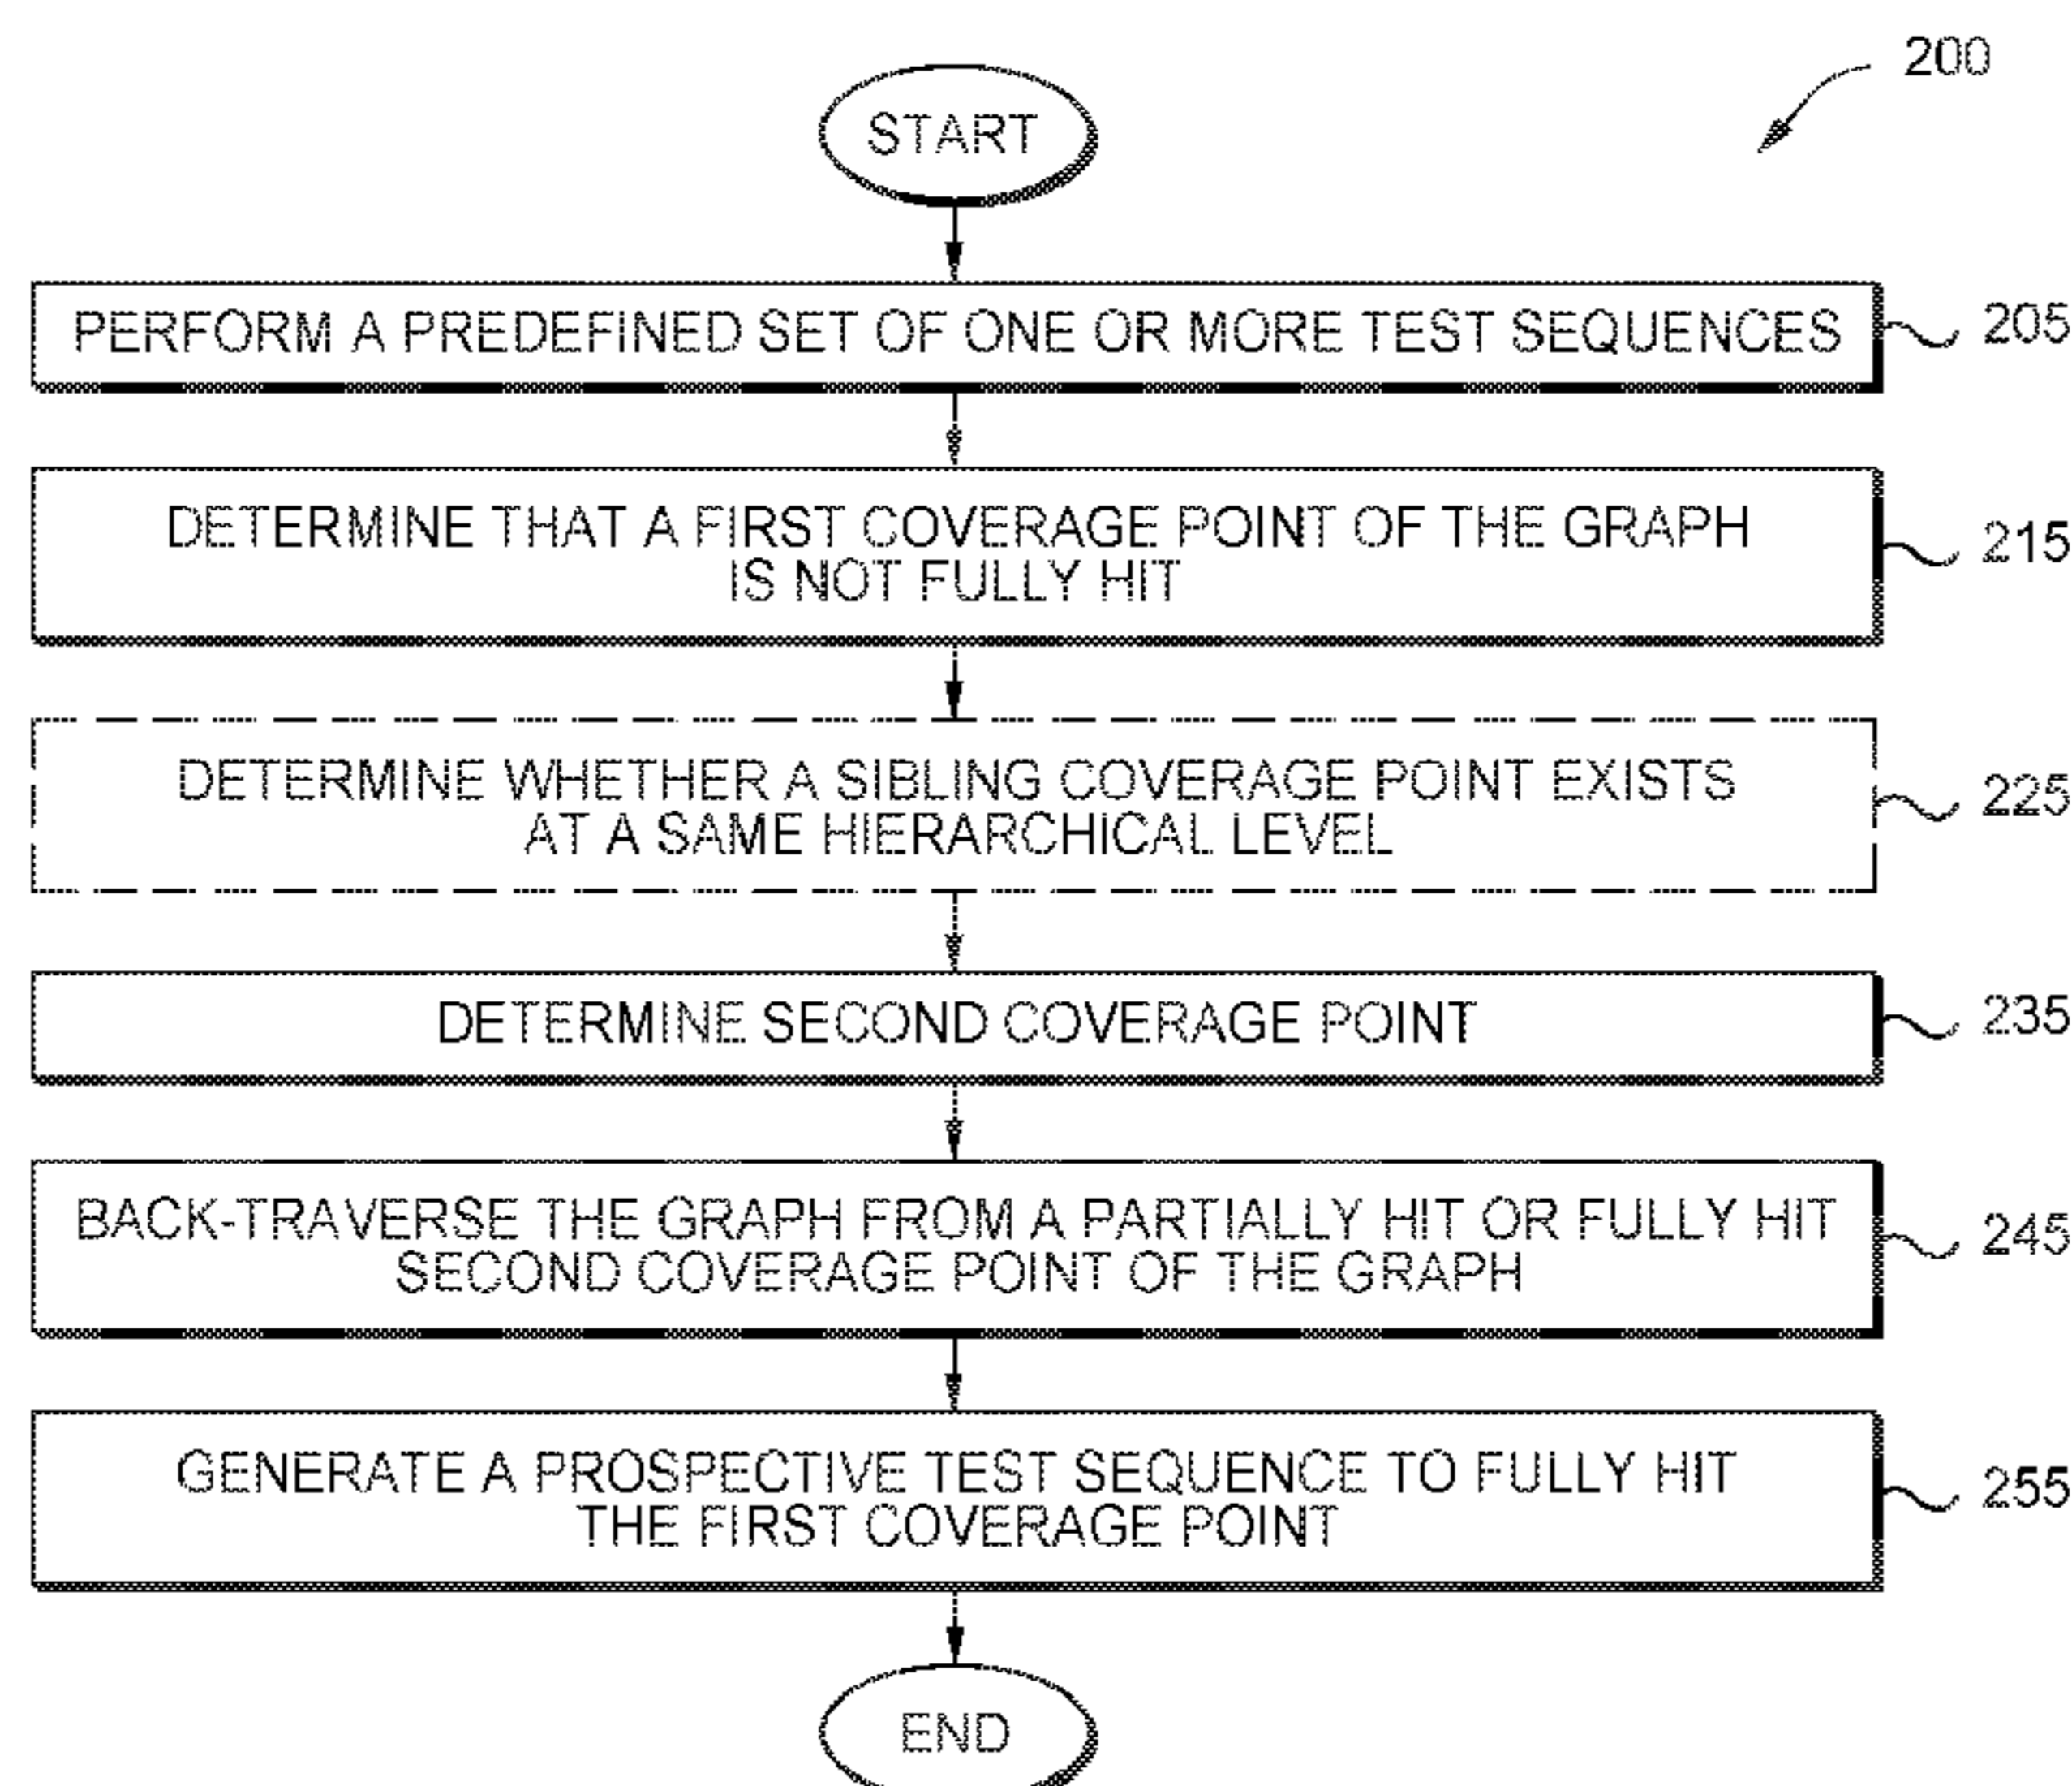 200
START
PERFORM A PREDEFINED SET OF ONE OR MORE TEST SEQUENCES
205
DETERMINE THAT A FIRST COVERAGE POINT OF THE GRAPH
IS NOT FULLY HIT
215
DETERMINE WHETHER A SIBLING COVERAGE POINT EXISTS
AT A SAME HIERARCHICAL LEVEL
225
DETERMINE SECOND COVERAGE POINT
235
BACK-TRAVERSE THE GRAPH FROM A PARTIALLY HIT OR FULLY HIT
SECOND COVERAGE POINT OF THE GRAPH
245
GENERATE A PROSPECTIVE TEST SEQUENCE TO FULLY HIT
THE FIRST COVERAGE POINT
255
END